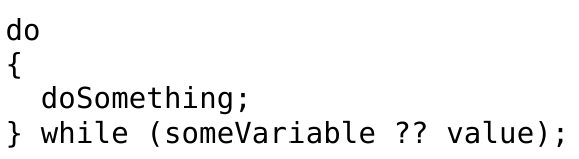 do
{
  doSomething;
} while (someVariable ?? value);